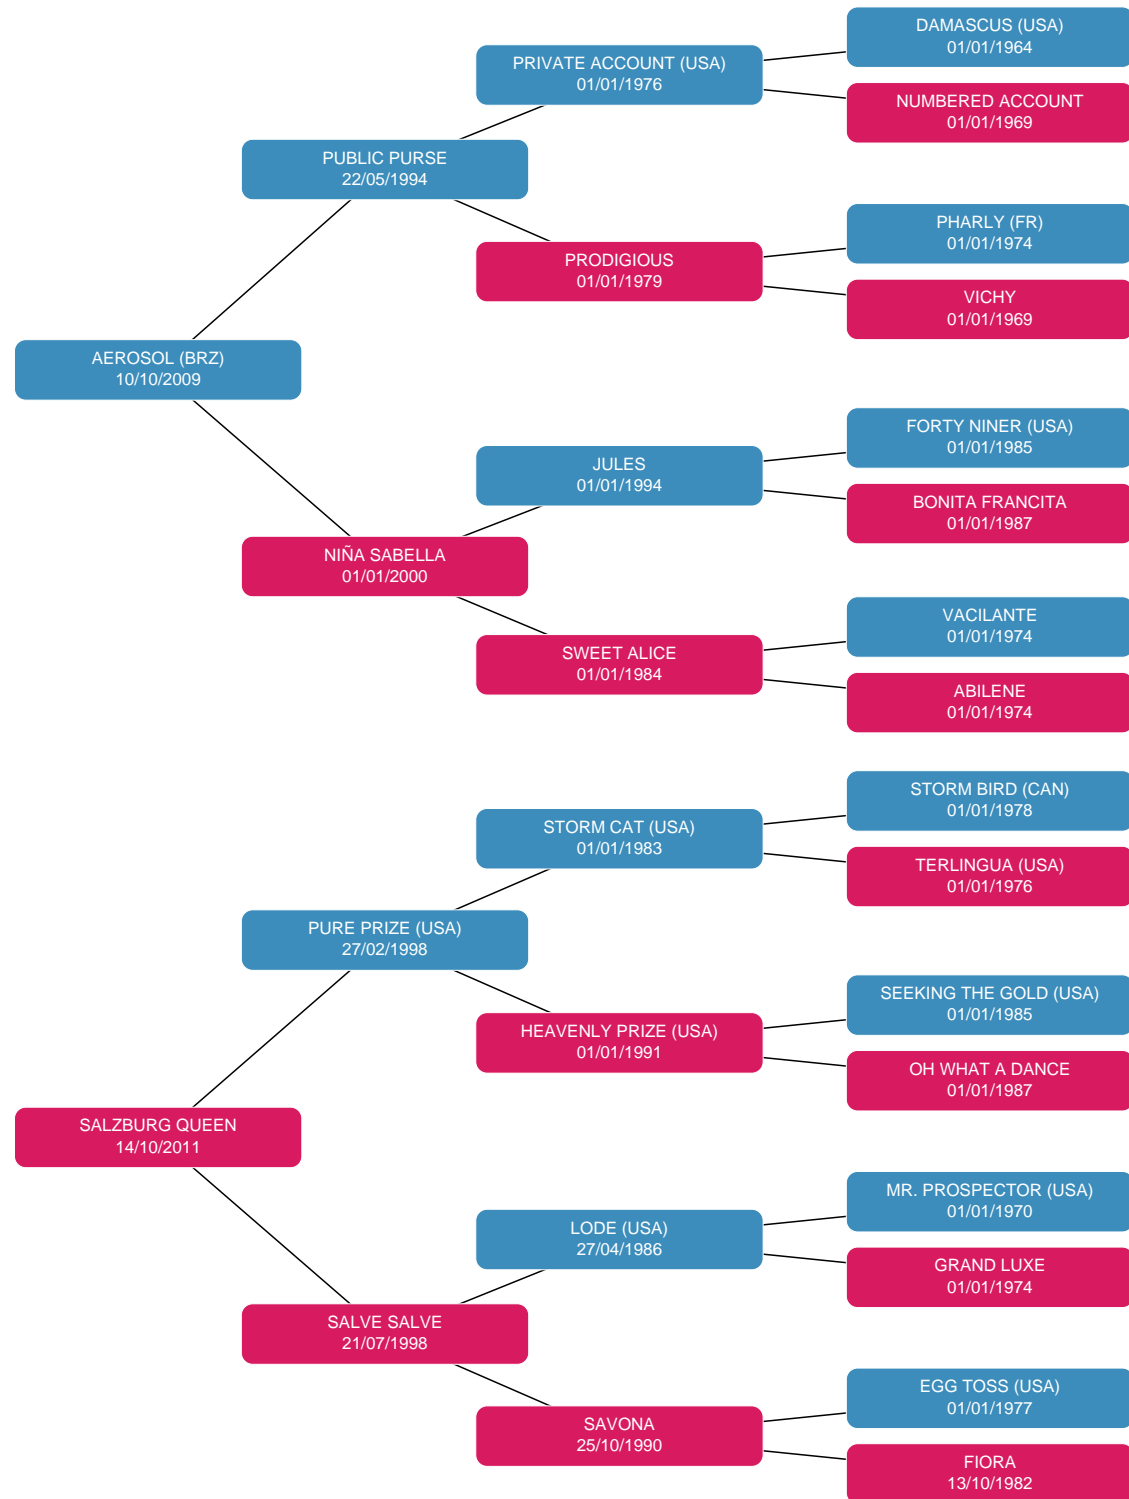 DAMASCUS (USA)
01/01/1964
PRIVATE ACCOUNT (USA)
01/01/1976
NUMBERED ACCOUNT
01/01/1969
PUBLIC PURSE
22/05/1994
PHARLY (FR)
01/01/1974
PRODIGIOUS
01/01/1979
VICHY
01/01/1969
AEROSOL (BRZ)
10/10/2009
FORTY NINER (USA)
01/01/1985
JULES
01/01/1994
BONITA FRANCITA
01/01/1987
NIÑA SABELLA
01/01/2000
VACILANTE
01/01/1974
SWEET ALICE
01/01/1984
ABILENE
01/01/1974
STORM BIRD (CAN)
01/01/1978
STORM CAT (USA)
01/01/1983
TERLINGUA (USA)
01/01/1976
PURE PRIZE (USA)
27/02/1998
SEEKING THE GOLD (USA)
01/01/1985
HEAVENLY PRIZE (USA)
01/01/1991
OH WHAT A DANCE
01/01/1987
SALZBURG QUEEN
14/10/2011
MR. PROSPECTOR (USA)
01/01/1970
LODE (USA)
27/04/1986
GRAND LUXE
01/01/1974
SALVE SALVE
21/07/1998
EGG TOSS (USA)
01/01/1977
SAVONA
25/10/1990
FIORA
13/10/1982